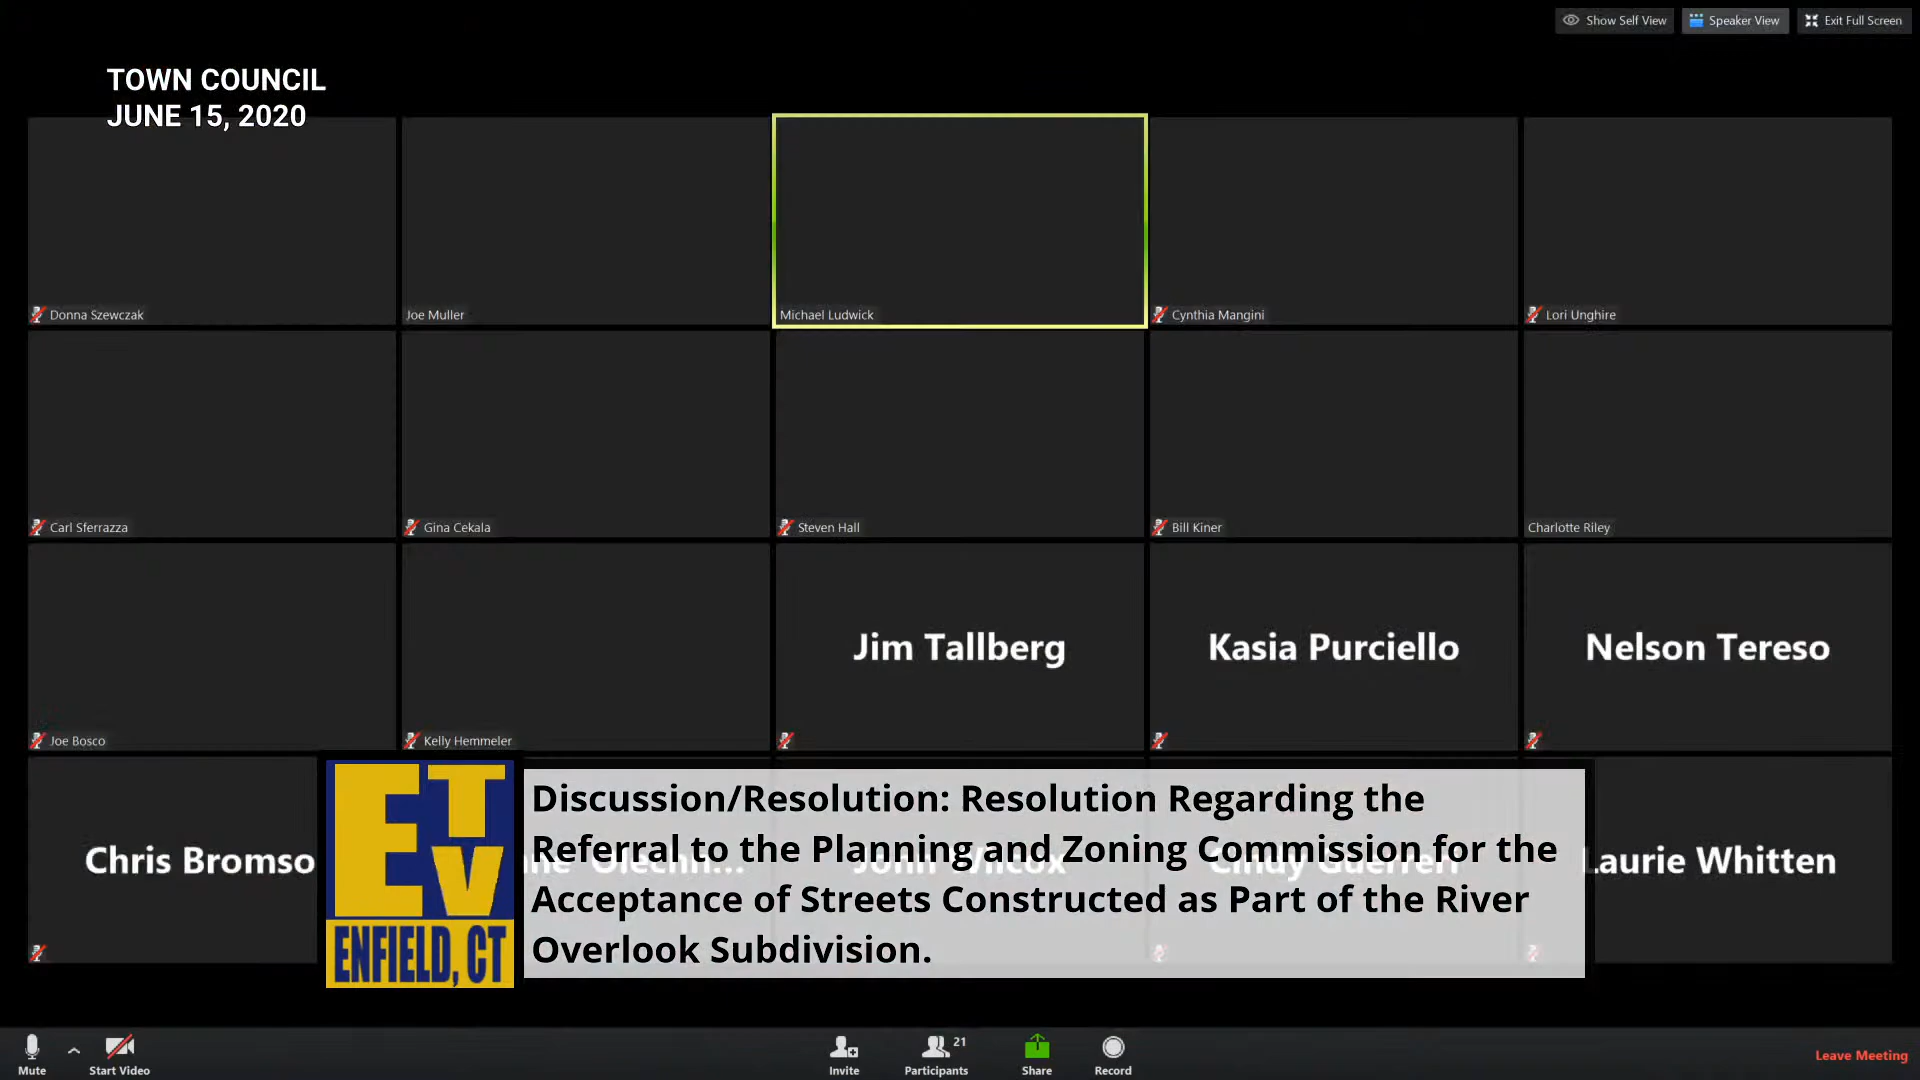 Show Self View
Speaker View
Exit Full Screen
TOWN COUNCIL
JUNE 15, 2020
Donna Szewczak
Joe Muller
Michael Ludwick
Cynthia Mangini
Lori Unghire
Carl Sferrazza
Gina Cekala
Steven Hall
Bill Kiner
Charlotte Riley
Joe Bosco
Kelly Hemmeler
Jim Tallberg
Kasia Purciello
Nelson Tereso
Chris Bromso
John Wilcox
Laurie Whitten
ETV
ENFIELD, CT
Discussion/Resolution: Resolution Regarding the
Referral to the Planning and Zoning Commission for the
Acceptance of Streets Constructed as Part of the River
Overlook Subdivision.
Mute
Start Video
Invite
Participants
21
Share
Record
Leave Meeting